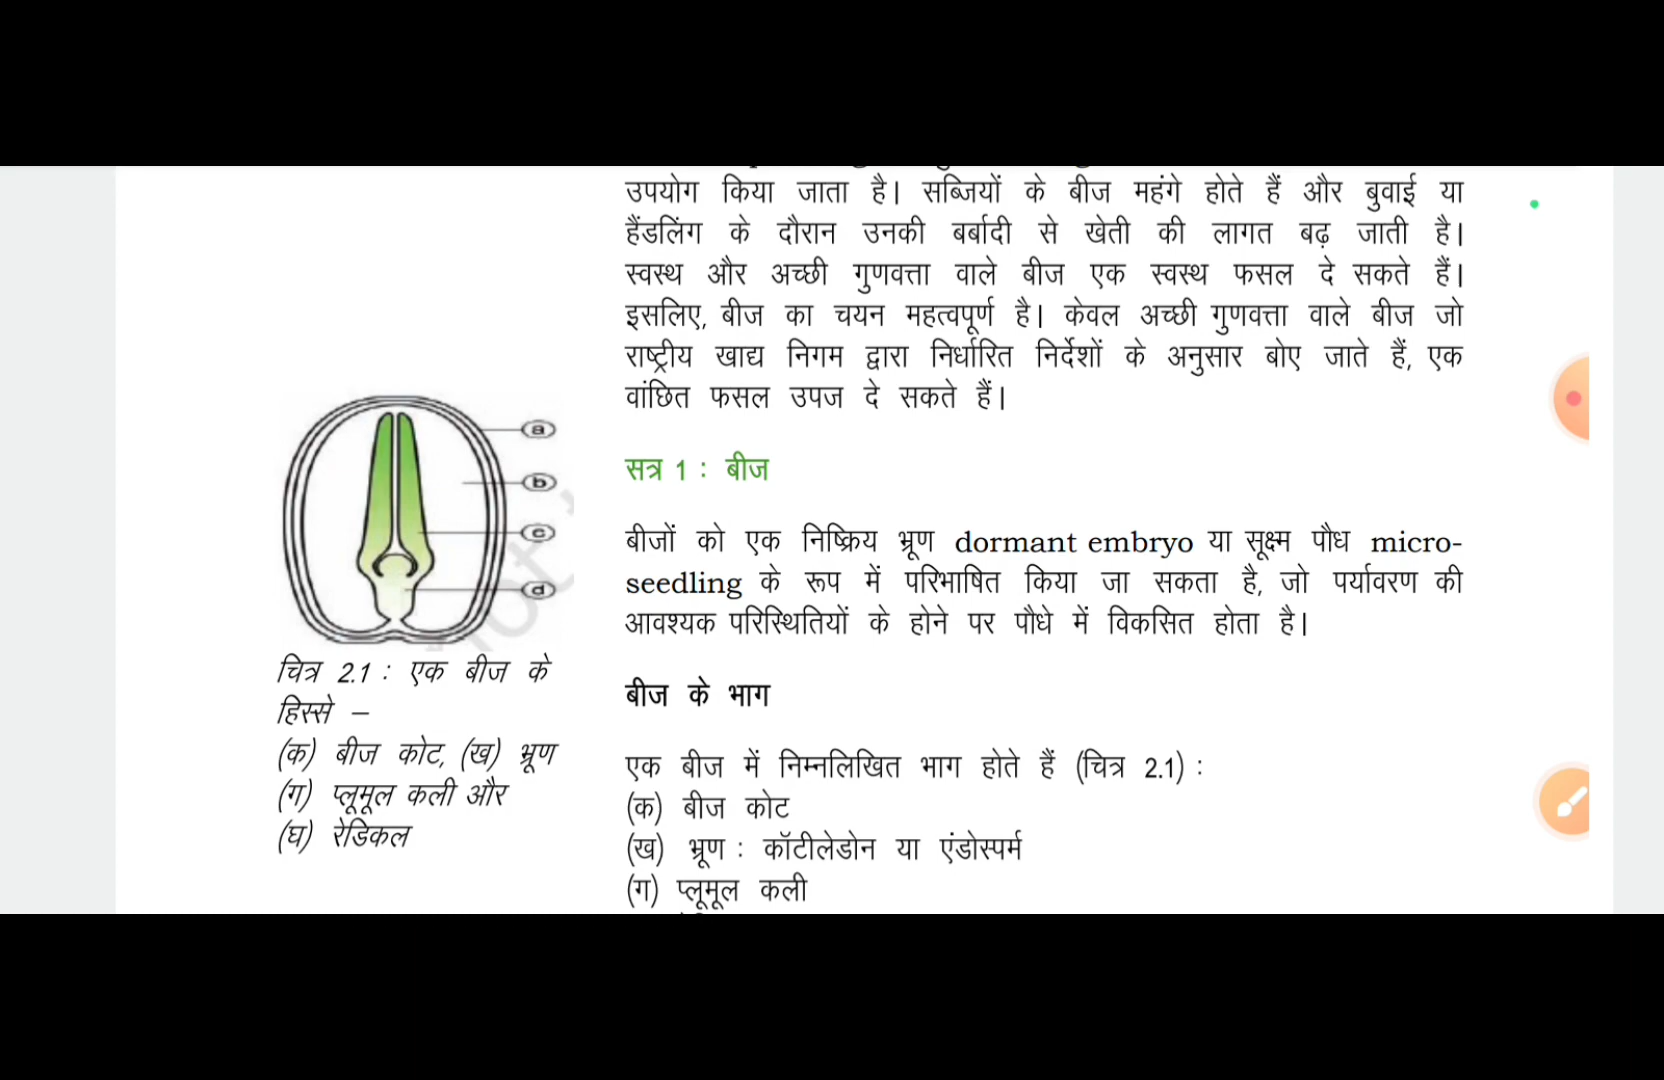 उपयोग किया जाता है। सब्जियों के बीज महंगे होते हैं और बुवाई या
हैंडलिंग के दौरान उनकी बर्बादी से खेती की लागत बढ़ जाती है।
स्वस्थ और अच्छी गुणवत्ता वाले बीज एक स्वस्थ फसल दे सकते हैं।
इसलिए, बीज का चयन महत्वपूर्ण है। केवल अच्छी गुणवत्ता वाले बीज जो
राष्ट्रीय खाद्य निगम द्वारा निर्धारित निर्देशों के अनुसार बोए जाते हैं, एक
वांछित फसल उपज दे सकते हैं।
सत्र 1 : बीज
बीजों को एक निष्क्रिय भ्रूण dormant embryo या सूक्ष्म पौध micro-
seedling के रूप में परिभाषित किया जा सकता है, जो पर्यावरण की
आवश्यक परिस्थितियों के होने पर पौधे में विकसित होता है।
बीज के भाग
एक बीज में निम्नलिखित भाग होते हैं (चित्र 2.1) :
(क) बीज कोट
(ख) भ्रूण : कॉटीलेडोन या एंडोस्पर्म
(ग) प्लूमूल कली
a
b
c
d
चित्र 2.1 : एक बीज के
हिस्से –
(क) बीज कोट, (ख) भ्रूण
(ग) प्लूमूल कली और
(घ) रेडिकल